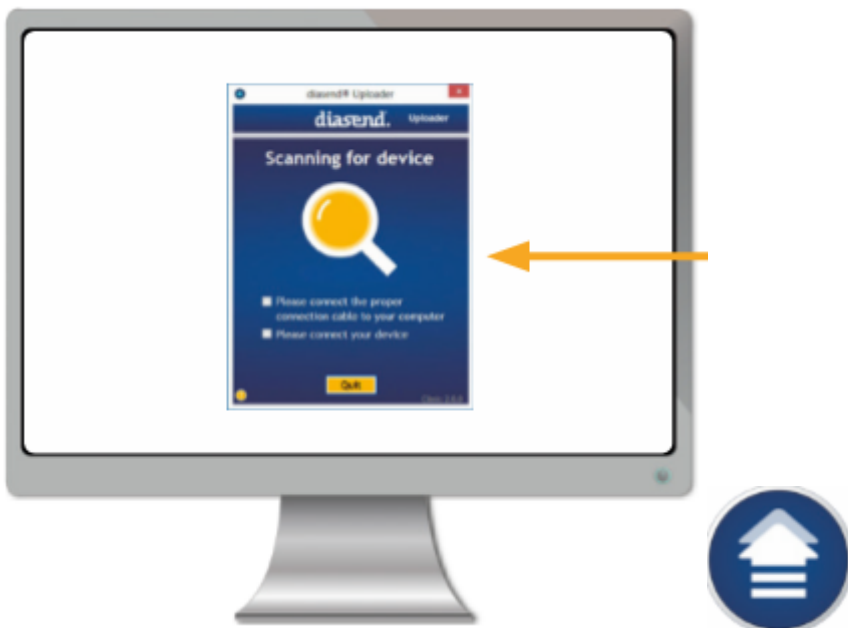 diasend® Uploader
diasend. Uploader
Scanning for device
Please connect the proper
connection cable to your computer
Please connect your device
Quit